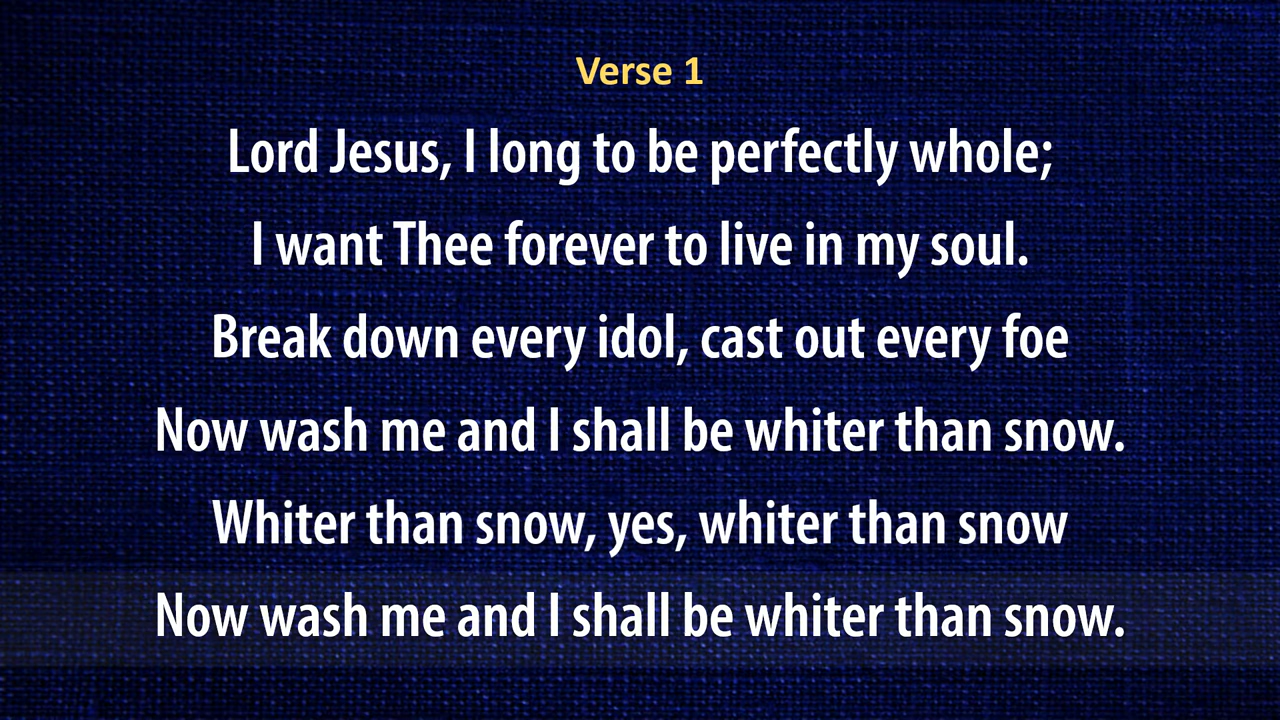 Verse 1
Lord Jesus, I long to be perfectly whole;
I want Thee forever to live in my soul.
Break down every idol, cast out every foe
Now wash me and I shall be whiter than snow.
Whiter than snow, yes, whiter than snow
Now wash me and I shall be whiter than snow.